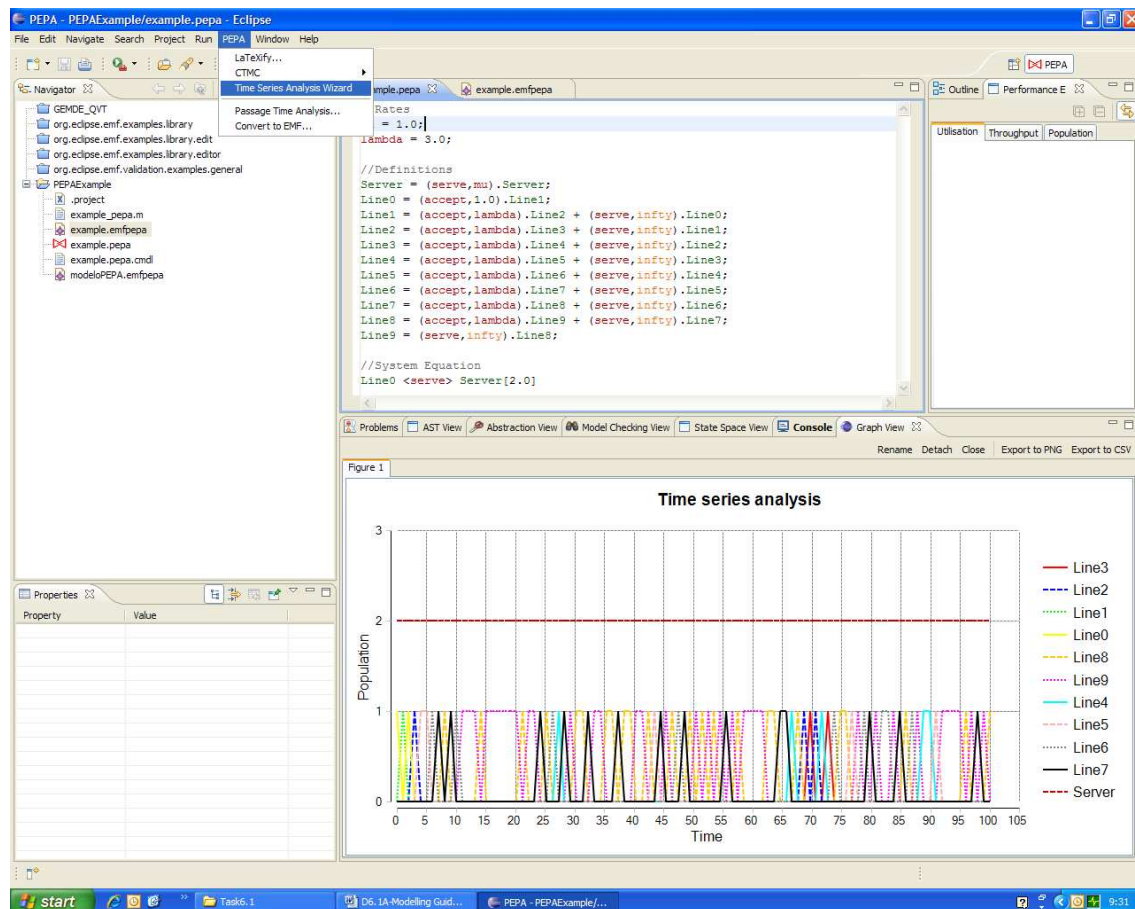 PEPA - PEPAExample/example.pepa - Eclipse
File Edit Navigate Search Project Run PEPA Window Help
LaTeXify...
CTMC
Time Series Analysis Wizard
Passage Time Analysis...
Convert to EMF...
PEPA
Navigator
GEMDE_QVT
org.eclipse.emf.examples.library
org.eclipse.emf.examples.library.edit
org.eclipse.emf.examples.library.editor
org.eclipse.emf.validation.examples.general
PEPAExample
.project
example_pepa.m
example.emfpepa
example.pepa
example.pepa.cmdl
modeloPEPA.emfpepa
example.emfpepa
Rates
= 1.0;
lambda = 3.0;
//Definitions
Server = (serve,mu).Server;
Line0 = (accept,1.0).Line1;
Line1 = (accept,lambda).Line2 + (serve,infty).Line0;
Line2 = (accept,lambda).Line3 + (serve,infty).Line1;
Line3 = (accept,lambda).Line4 + (serve,infty).Line2;
Line4 = (accept,lambda).Line5 + (serve,infty).Line3;
Line5 = (accept,lambda).Line6 + (serve,infty).Line4;
Line6 = (accept,lambda).Line7 + (serve,infty).Line5;
Line7 = (accept,lambda).Line8 + (serve,infty).Line6;
Line8 = (accept,lambda).Line9 + (serve,infty).Line7;
Line9 = (serve,infty).Line8;
//System Equation
Line0 <serve> Server[2.0]
Outline Performance E
Utilisation Throughput Population
Problems AST View Abstraction View Model Checking View State Space View Console Graph View
Rename Detach Close Export to PNG Export to CSV
Figure 1
Time series analysis
3
2
1
0
Population
0 5 10 15 20 25 30 35 40 45 50 55 60 65 70 75 80 85 90 95 100 105
Time
Line3
Line2
Line1
Line0
Line8
Line9
Line4
Line5
Line6
Line7
Server
Properties
Property Value
start
Task6.1
D6.1A-Modelling Guid...
PEPA - PEPAExample/...
9:31